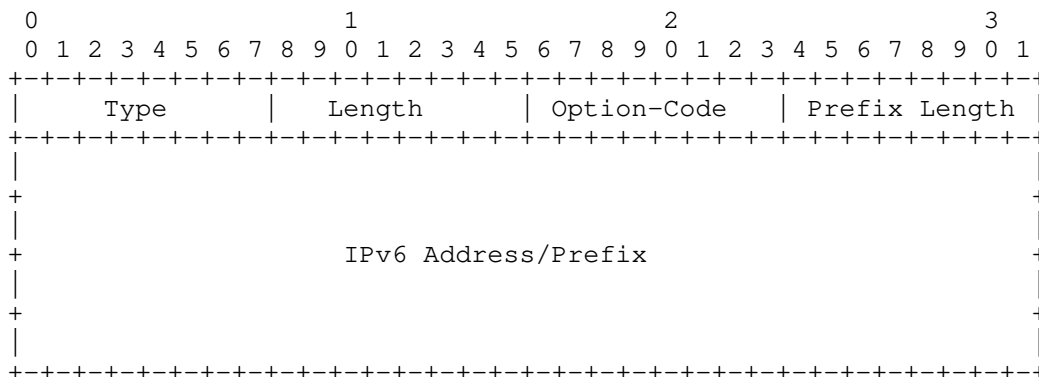 0                   1                   2                   3
0 1 2 3 4 5 6 7 8 9 0 1 2 3 4 5 6 7 8 9 0 1 2 3 4 5 6 7 8 9 0 1
+-+-+-+-+-+-+-+-+-+-+-+-+-+-+-+-+-+-+-+-+-+-+-+-+-+-+-+-+-+-+-+-+
|     Type      |    Length     |  Option-Code  | Prefix Length |
+-+-+-+-+-+-+-+-+-+-+-+-+-+-+-+-+-+-+-+-+-+-+-+-+-+-+-+-+-+-+-+-+
|                                                               |
+                                                               +
|                                                               |
+                    IPv6 Address/Prefix                        +
|                                                               |
+                                                               +
|                                                               |
+-+-+-+-+-+-+-+-+-+-+-+-+-+-+-+-+-+-+-+-+-+-+-+-+-+-+-+-+-+-+-+-+